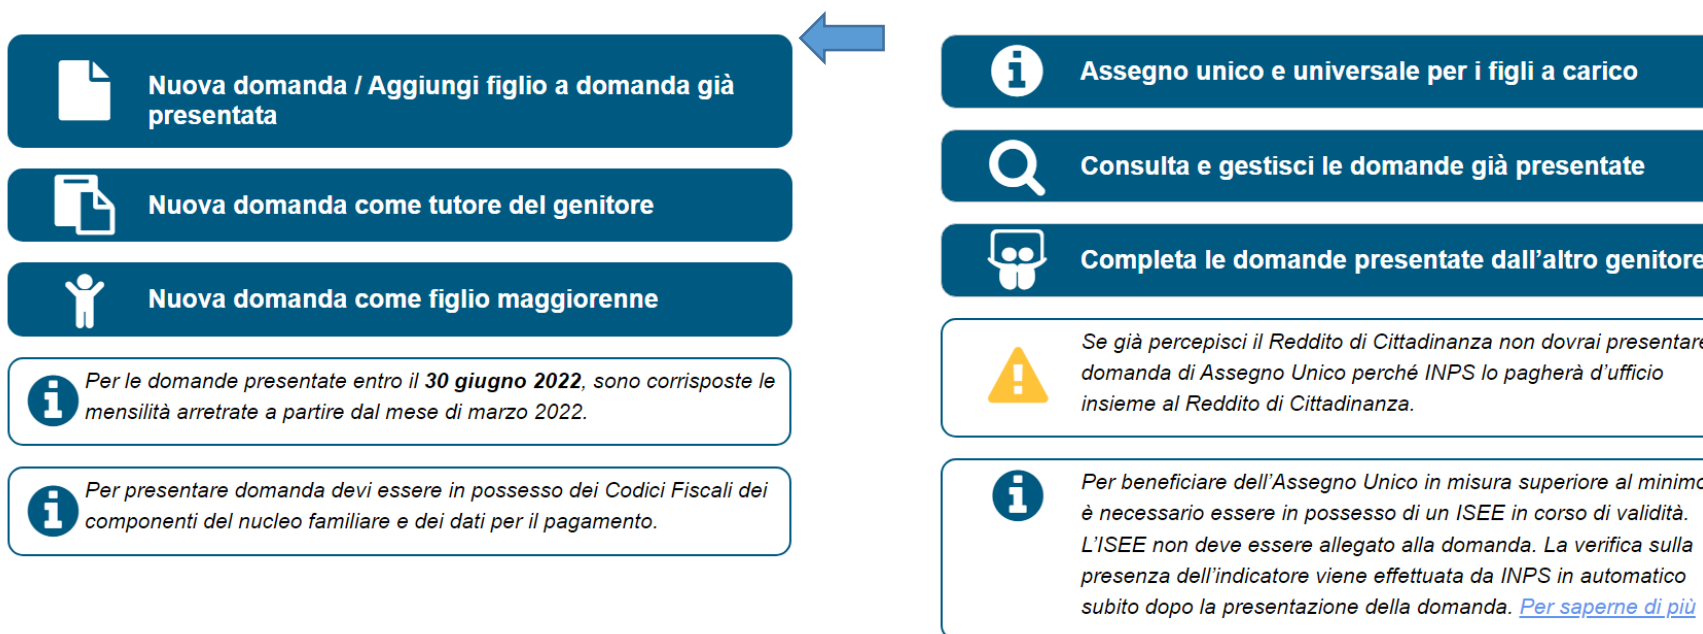 Nuova domanda / Aggiungi figlio a domanda già
presentata
Nuova domanda come tutore del genitore
Nuova domanda come figlio maggiorenne
Per le domande presentate entro il 30 giugno 2022, sono corrisposte le
mensilità arretrate a partire dal mese di marzo 2022.
Per presentare domanda devi essere in possesso dei Codici Fiscali dei
componenti del nucleo familiare e dei dati per il pagamento.
Assegno unico e universale per i figli a carico
Consulta e gestisci le domande già presentate
Completa le domande presentate dall'altro genitore
Se già percepisci il Reddito di Cittadinanza non dovrai presentare
domanda di Assegno Unico perché INPS lo pagherà d'ufficio
insieme al Reddito di Cittadinanza.
Per beneficiare dell'Assegno Unico in misura superiore al minimo
è necessario essere in possesso di un ISEE in corso di validità.
L'ISEE non deve essere allegato alla domanda. La verifica sulla
presenza dell'indicatore viene effettuata da INPS in automatico
subito dopo la presentazione della domanda. Per saperne di più